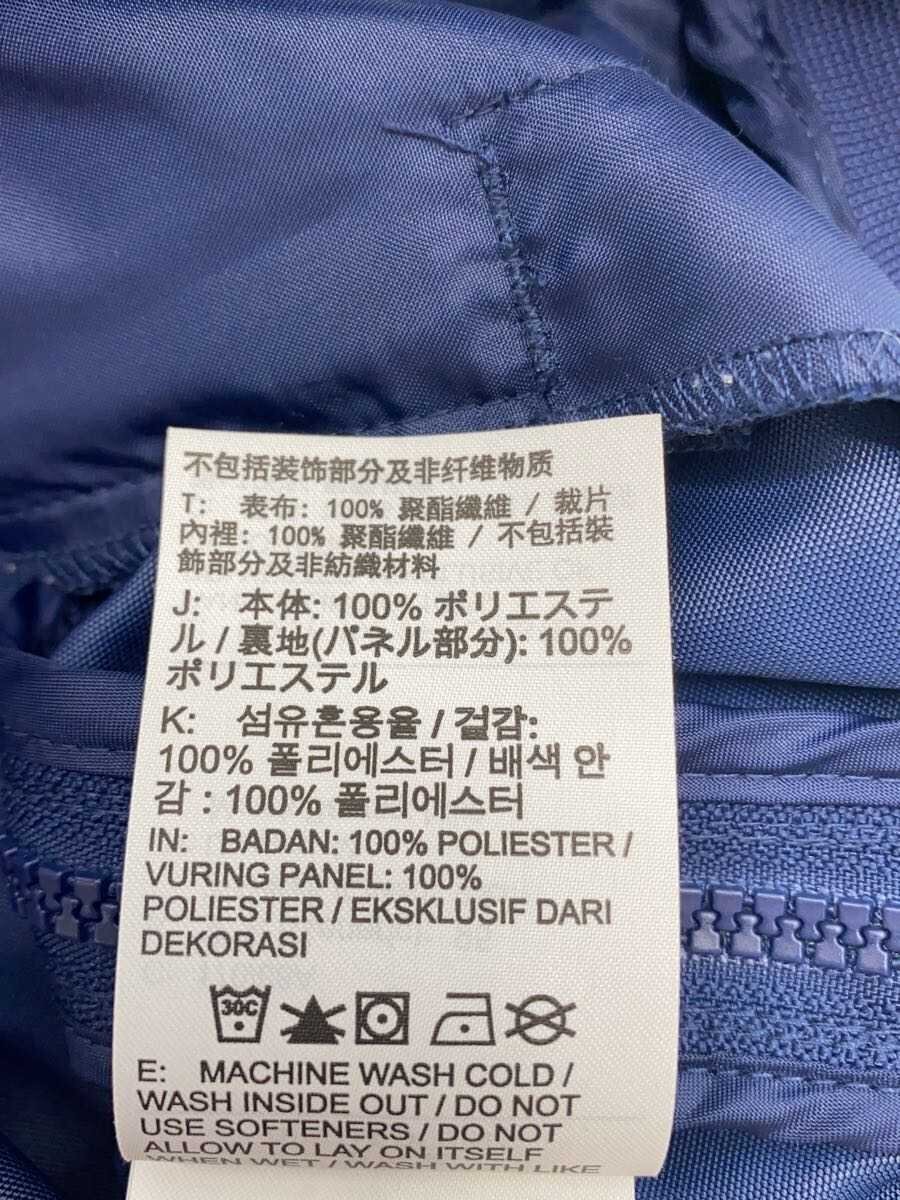 不包括装饰部分及非纤维物质
T: 表布: 100% 聚酯纖維 / 裁片
內裡: 100% 聚酯纖維 / 不包括裝
飾部分及非紡織材料
J: 本体: 100% ポリエステ
ル / 裏地(パネル部分): 100%
ポリエステル
K: 섬유혼용율 / 겉감:
100% 폴리에스터 / 배색 안
감 : 100% 폴리에스터
IN: BADAN: 100% POLIESTER /
VURING PANEL: 100%
POLIESTER / EKSKLUSIF DARI
DEKORASI
30C
E: MACHINE WASH COLD /
WASH INSIDE OUT / DO NOT
USE SOFTENERS / DO NOT
ALLOW TO LAY ON ITSELF
WHEN WET / WASH WITH LIKE